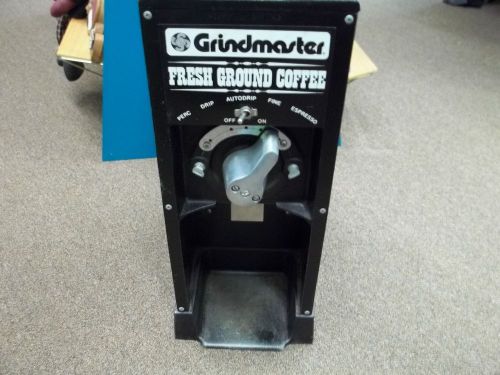 Grindmaster
FRESH GROUND COFFEE
PERC DRIP AUTODRIP FINE ESPRESSO
OFF ON